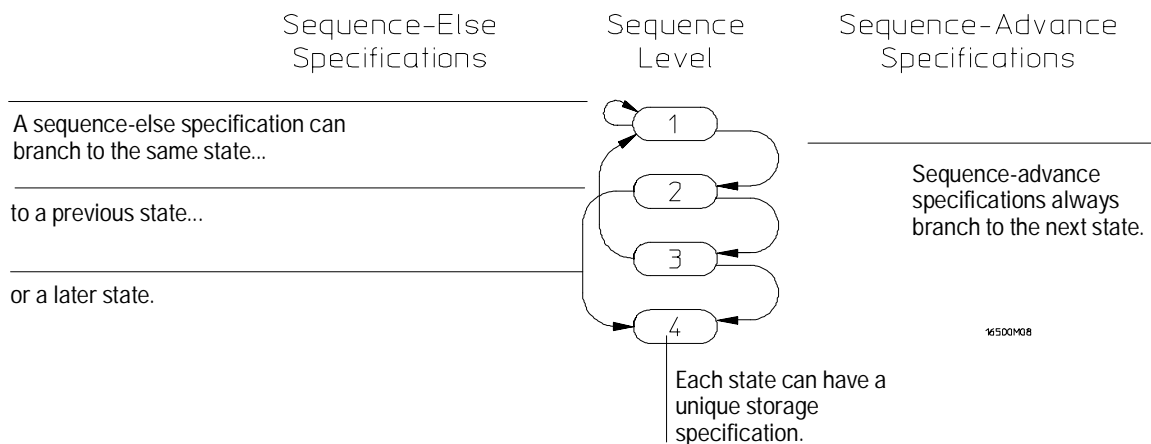 Sequence-Else
Specifications
Sequence
Level
Sequence-Advance
Specifications
A sequence-else specification can
branch to the same state...
to a previous state...
or a later state.
1
2
3
4
Sequence-advance
specifications always
branch to the next state.
16500M08
Each state can have a
unique storage
specification.